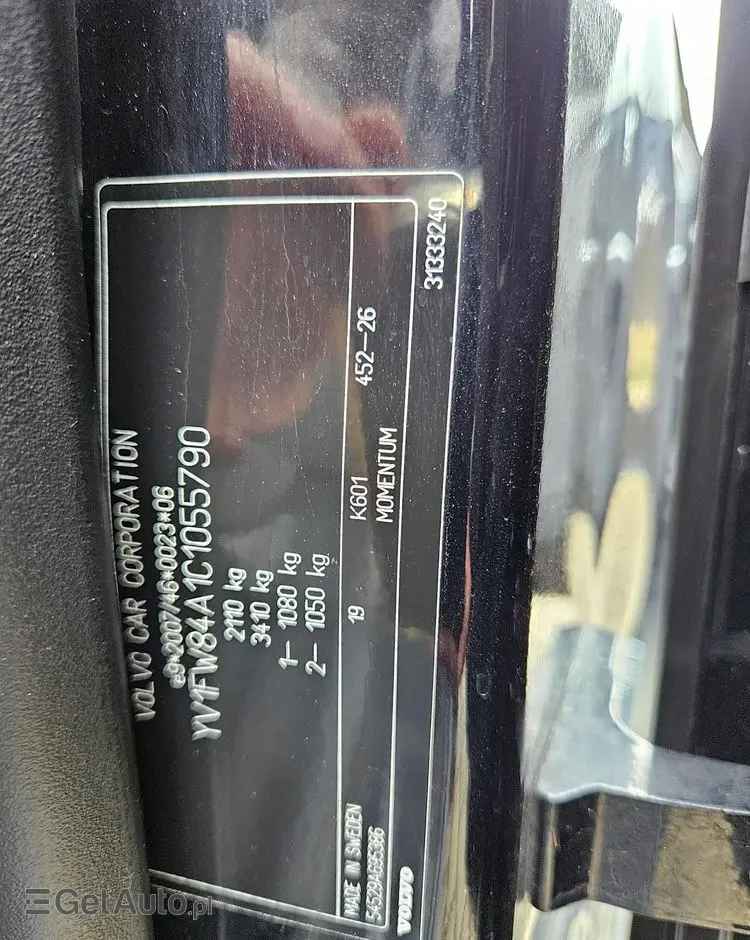 VOLVO CAR CORPORATION
e9*2007/46*0023*06
YV1FW84A1C1055790
2110 kg
3410 kg
1– 1080 kg
2– 1050 kg
MADE IN SWEDEN 19 K601 452–26
MOMENTUM
VOLVO 31333240
GetAuto.pl